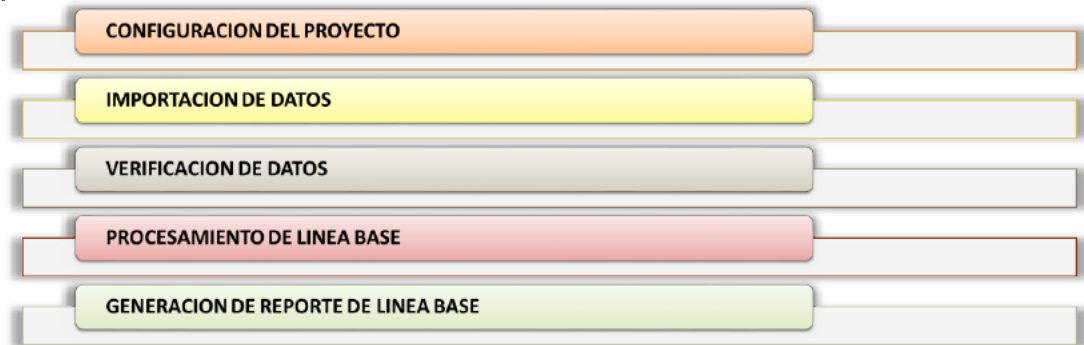 CONFIGURACION DEL PROYECTO
IMPORTACION DE DATOS
VERIFICACION DE DATOS
PROCESAMIENTO DE LINEA BASE
GENERACION DE REPORTE DE LINEA BASE